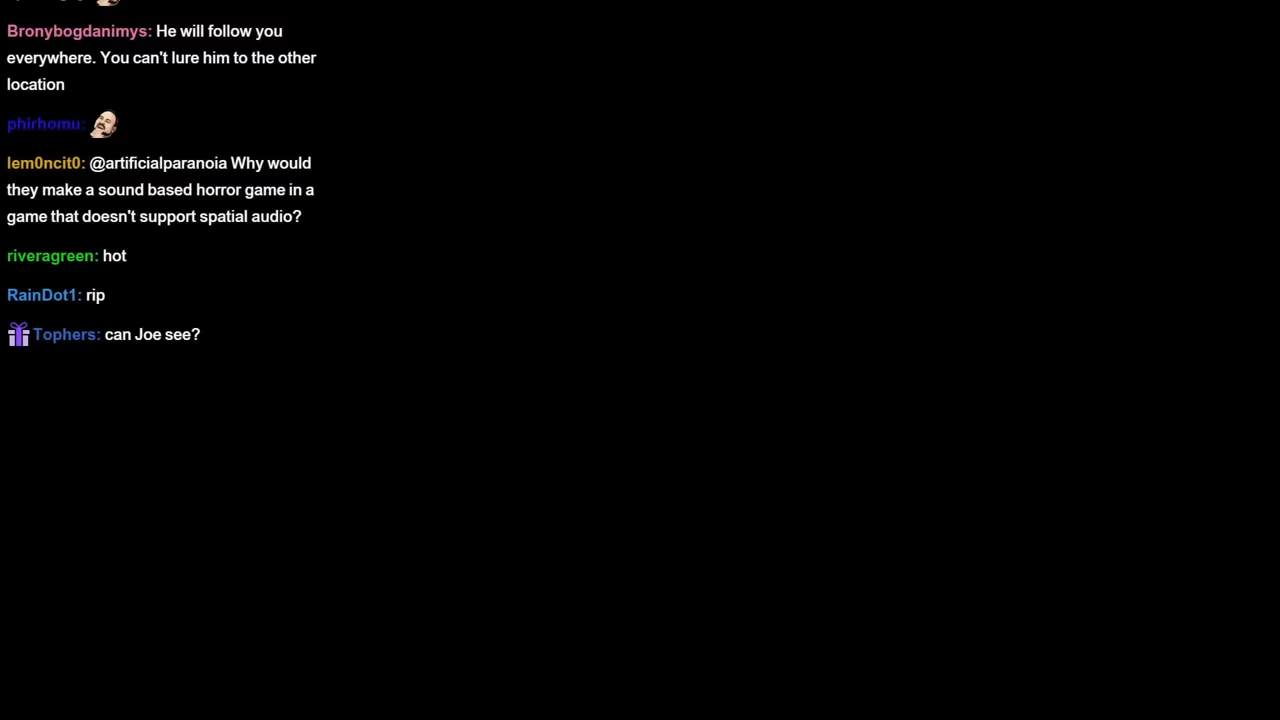 Bronybogdanimys: He will follow you
everywhere. You can't lure him to the other
location
phirhomu:
lem0ncit0: @artificialparanoia Why would
they make a sound based horror game in a
game that doesn't support spatial audio?
riveragreen: hot
RainDot1: rip
Tophers: can Joe see?